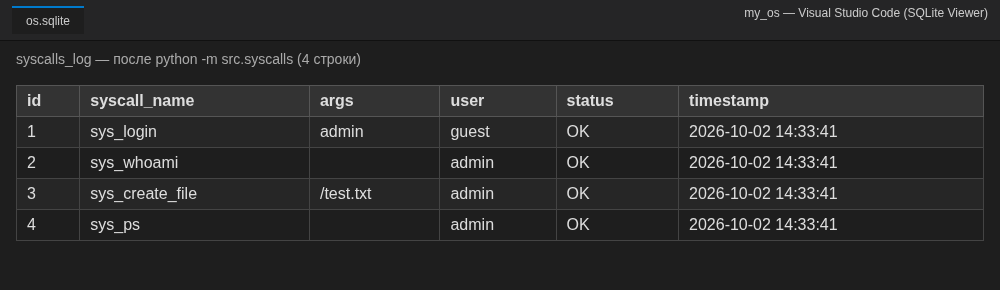 os.sqlite
my_os — Visual Studio Code (SQLite Viewer)
syscalls_log — после python -m src.syscalls (4 строки)
id syscall_name args user status timestamp
1 sys_login admin guest OK 2026-10-02 14:33:41
2 sys_whoami admin OK 2026-10-02 14:33:41
3 sys_create_file /test.txt admin OK 2026-10-02 14:33:41
4 sys_ps admin OK 2026-10-02 14:33:41